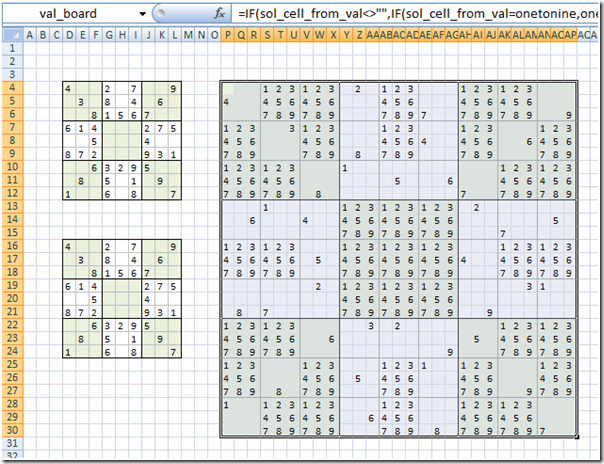 val_board fx =IF(sol_cell_from_val<>"",IF(sol_cell_from_val=onetonine,one
A B C D E F G H I J K L M N O P Q R S T U V W X Y Z
1
2
3
4 4 2 7 9 1 2 3 1 2 3 2 1 2 3 1 2 3 1 2 3
5 3 8 4 6 4 4 5 6 4 5 6 4 5 6 4 5 6 4 5 6
6 8 1 5 6 7 7 8 9 7 8 9 7 8 9 7 7 8 9 7 8 9 9
7 6 1 4 2 7 5 1 2 3 3 1 2 3 1 2 3 1 2 3 1 2 3
8 5 4 4 5 6 4 5 6 4 5 6 4 4 5 6 6 4 5 6
9 8 7 2 9 3 1 7 8 9 7 8 9 8 7 8 9 7 8 9 7 8 9
10 6 3 2 9 5 1 2 3 1 2 3 1 1 2 3 1 2 3
11 8 5 1 9 4 5 6 4 5 6 5 6 4 5 6 4 5 6
12 1 6 8 7 7 8 9 7 8 9 8 7 7 8 9 7 8 9
13 1 1 2 3 1 2 3 1 2 3 2
14 6 4 4 5 6 4 5 6 4 5 6 5
15 7 8 9 7 8 9 7 8 9 7
16 4 2 7 9 1 2 3 1 2 3 1 2 3 1 2 3 1 2 3 1 2 3 1 2 3
17 3 8 4 6 4 5 6 4 5 6 5 4 5 6 4 5 6 4 5 6 4 4 5 6 4 5 6
18 8 1 5 6 7 7 8 9 7 8 9 7 8 9 7 8 9 7 8 9 7 8 9 7 8 9
19 6 1 4 2 7 5 2 1 2 3 1 2 3 1 2 3 3 1
20 5 4 4 5 6 4 5 6 4 5 6
21 8 7 2 9 3 1 8 7 7 8 9 7 8 9 7 8 9 9
22 6 3 2 9 5 1 2 3 1 2 3 3 2 1 2 3 1 2 3
23 8 5 1 9 4 5 6 4 5 6 6 5 4 5 6 4 5 6
24 1 6 8 7 7 8 9 7 8 9 9 7 8 9 7 8 9
25 1 2 3 1 2 3 1 2 3 1 1 2 3 1 2 3
26 4 5 6 4 5 6 5 4 5 6 4 5 6 4 5 6
27 7 8 9 8 7 8 9 7 8 9 7 8 9 9 7 8 9
28 1 1 2 3 1 2 3 1 2 3 1 2 3 1 2 3
29 4 5 6 4 5 6 6 4 5 6 4 5 6 4 5 6
30 7 8 9 7 8 9 7 8 9 8 7 8 9 7 8 9 7
31
32